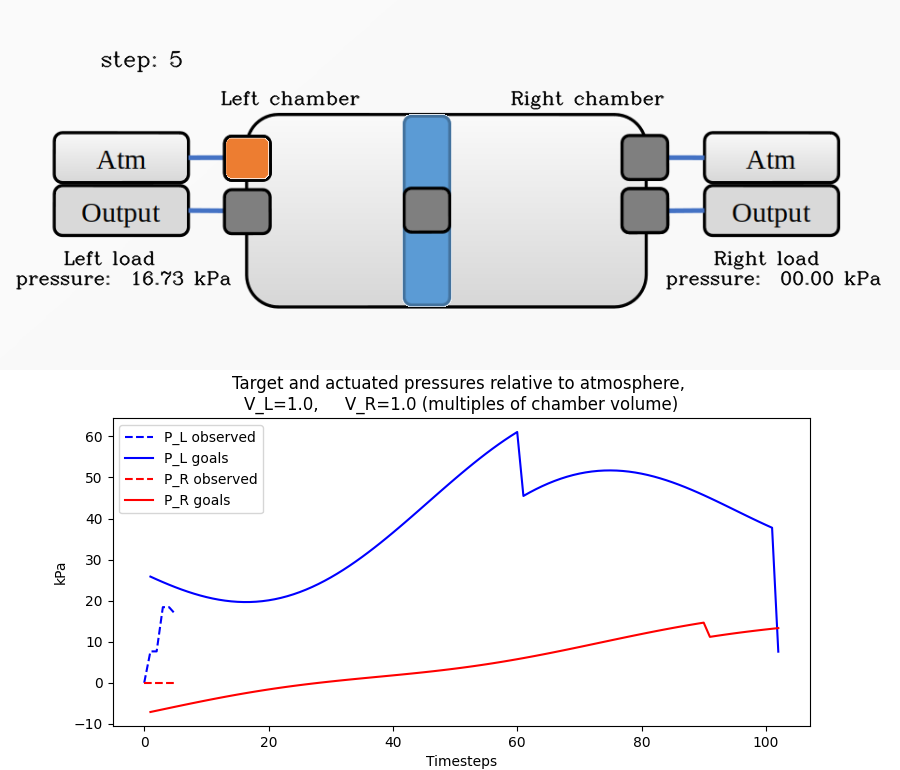 step: 5
Left chamber
Right chamber
Atm
Atm
Output
Output
Left load
pressure: 16.73 kPa
Right load
pressure: 00.00 kPa
Target and actuated pressures relative to atmosphere,
V_L=1.0, V_R=1.0 (multiples of chamber volume)
P_L observed
P_L goals
P_R observed
P_R goals
kPa
60
50
40
30
20
10
0
−10
0 20 40 60 80 100
Timesteps